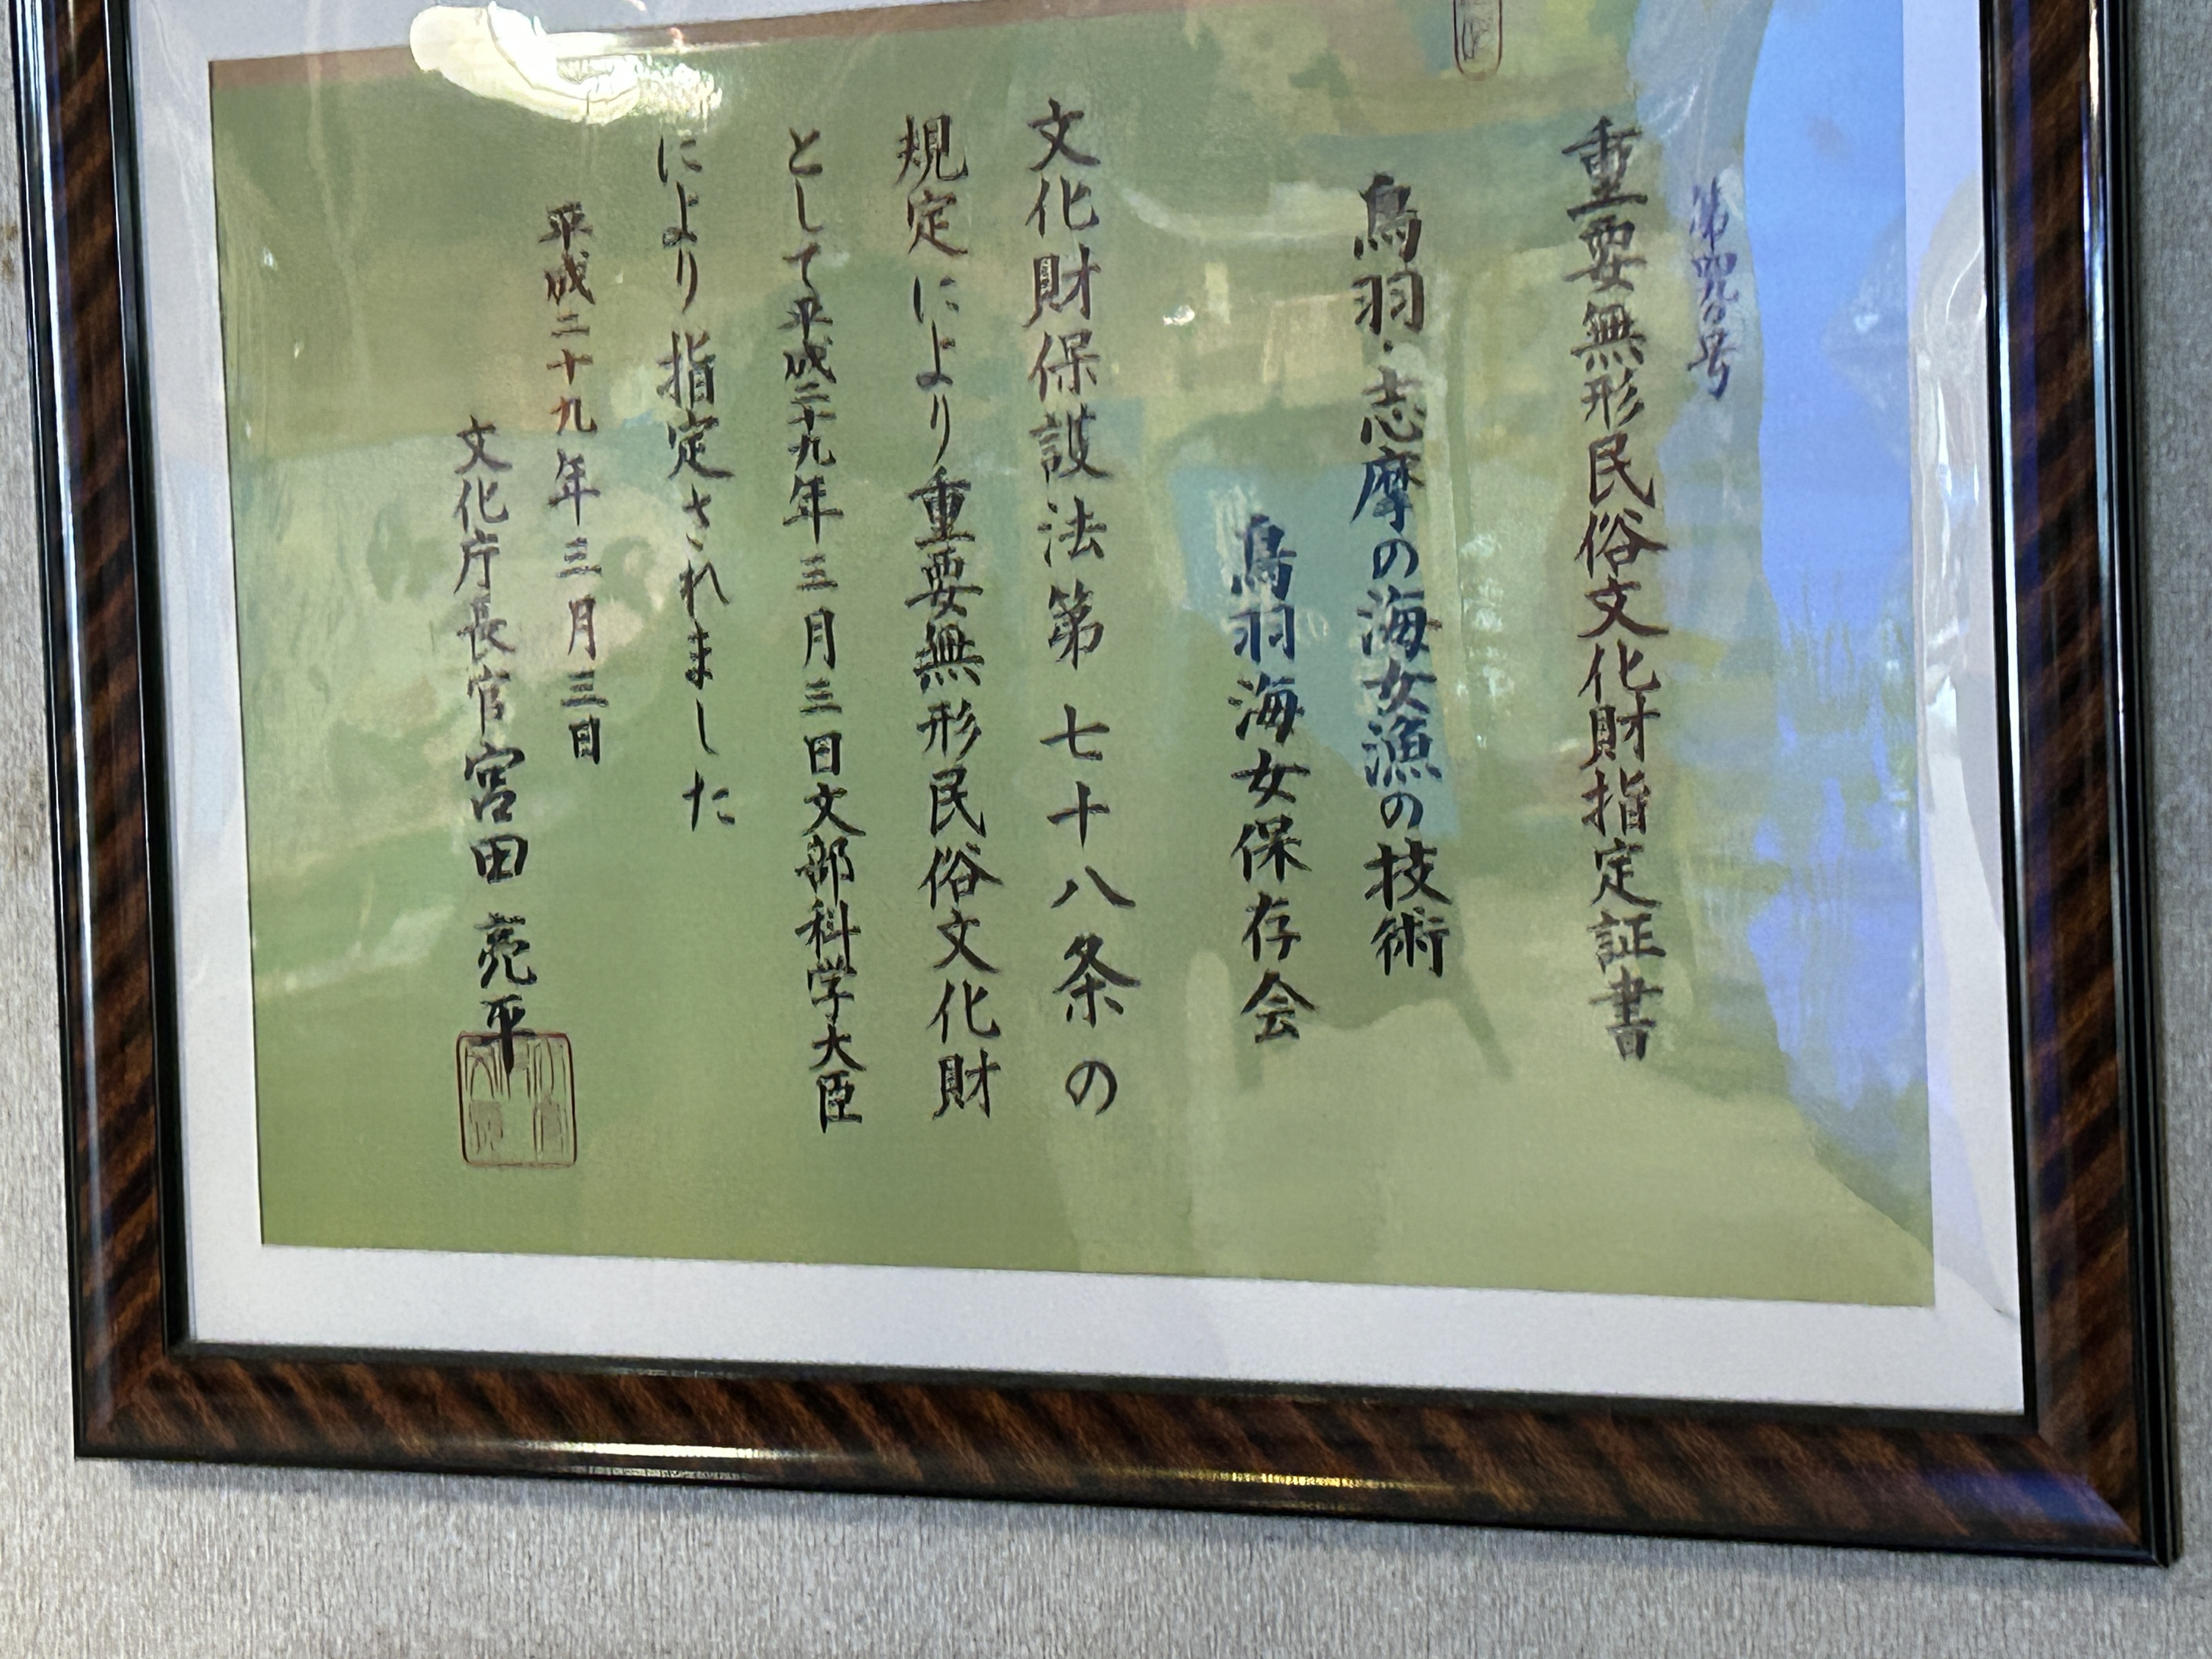 重要無形民俗文化財指定証書
鳥羽・志摩の海女漁の技術
鳥羽海女保存会
文化財保護法第七十八条の
規定により重要無形民俗文化財
として平成二十九年三月三日文部科学大臣
により指定されました
平成二十九年三月三日
文化庁長官 宮田亮平